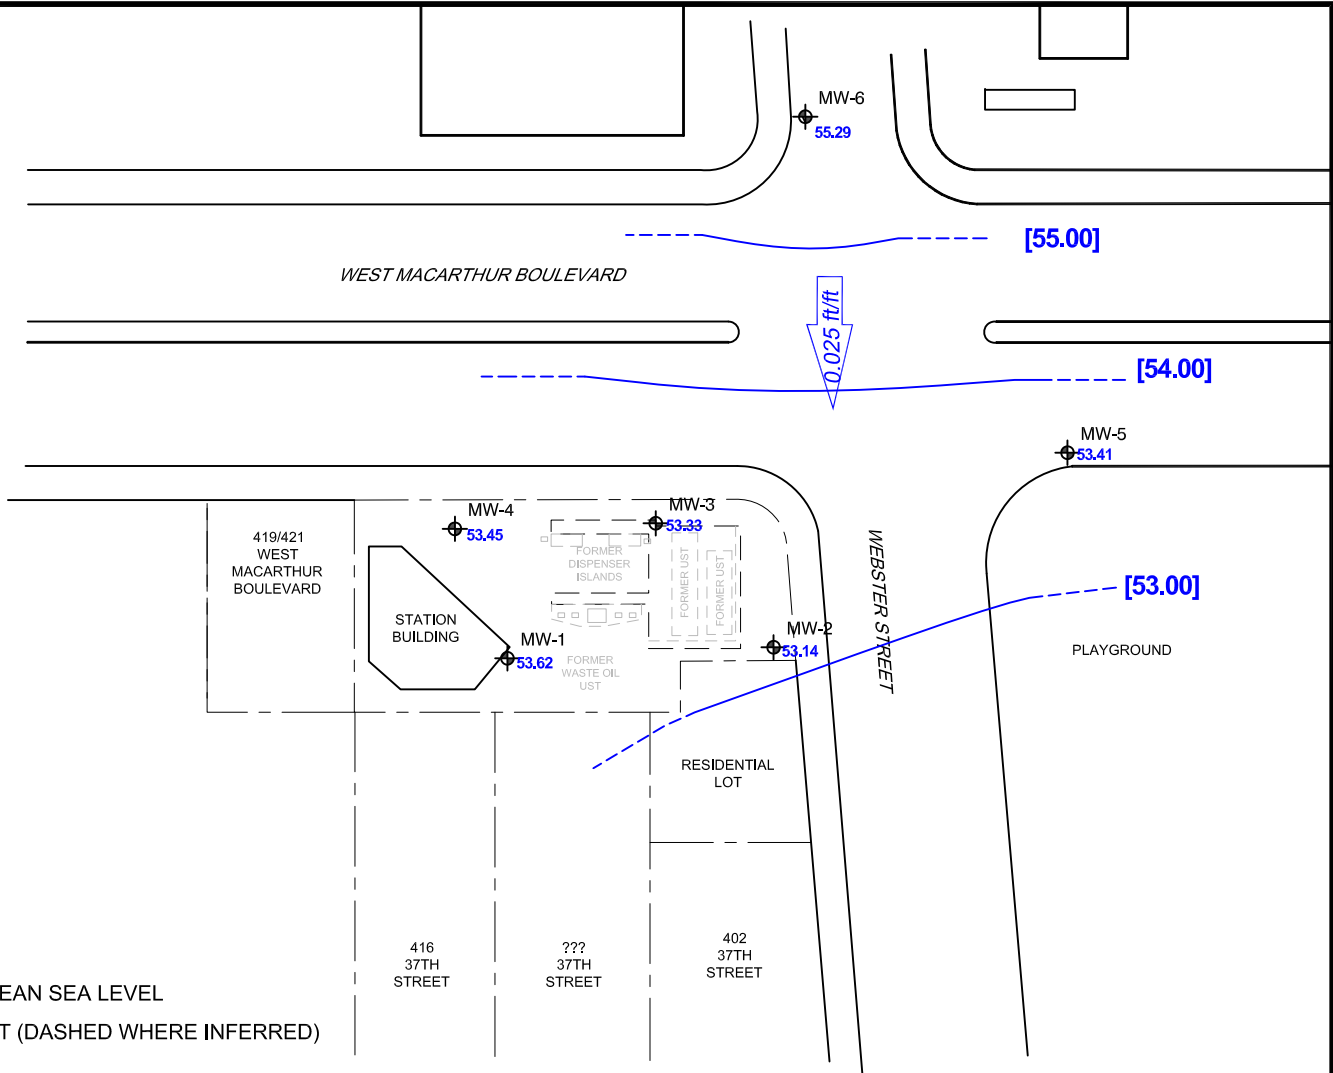 MW-6
55.29
[55.00]
WEST MACARTHUR BOULEVARD
0.025 ft/ft
[54.00]
MW-5
53.41
MW-4
53.45
MW-3
53.33
419/421
WEST
MACARTHUR
BOULEVARD
FORMER
DISPENSER
ISLANDS
FORMER UST
FORMER UST
WEBSTER STREET
[53.00]
STATION
BUILDING
MW-1
53.62
MW-2
53.14
FORMER
WASTE OIL
UST
PLAYGROUND
RESIDENTIAL
LOT
416
37TH
STREET
???
37TH
STREET
402
37TH
STREET
EAN SEA LEVEL
T (DASHED WHERE INFERRED)